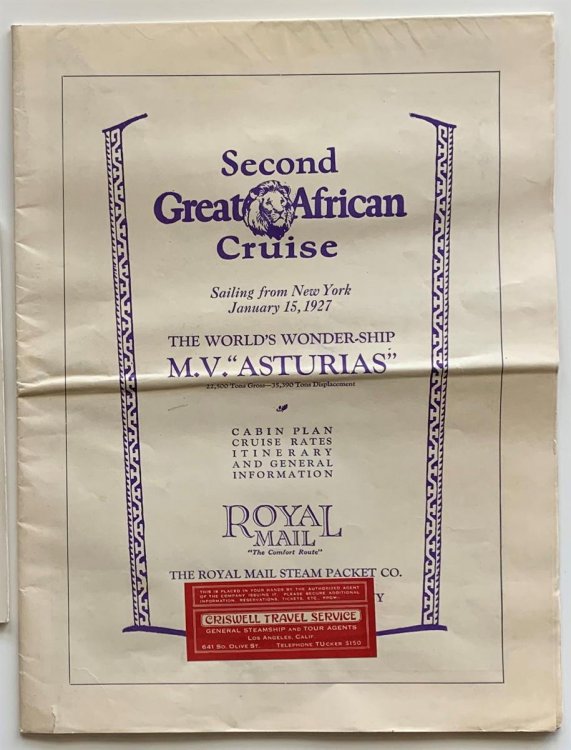 Second
Great African
Cruise
Sailing from New York
January 15, 1927
THE WORLD'S WONDER-SHIP
M.V. "ASTURIAS"
22,500 Tons Gross—35,390 Tons Displacement
CABIN PLAN
CRUISE RATES
ITINERARY
AND GENERAL
INFORMATION
ROYAL
MAIL
"The Comfort Route"
THE ROYAL MAIL STEAM PACKET CO.
Y
THIS IS PLACED IN YOUR HANDS BY THE AUTHORIZED AGENT
OF THE COMPANY ISSUING IT. PLEASE SECURE ADDITIONAL
INFORMATION, RESERVATIONS, TICKETS, ETC., FROM:-
CRISWELL TRAVEL SERVICE
GENERAL STEAMSHIP AND TOUR AGENTS
LOS ANGELES, CALIF.
641 SO. OLIVE ST. TELEPHONE TUCKER 5150